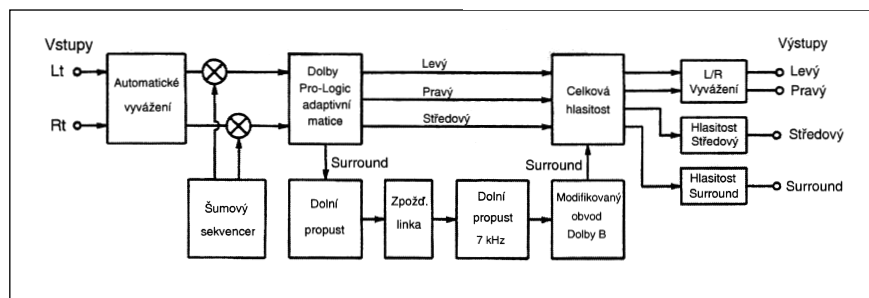 Vstupy
Lt
Rt
Automatické
vyvážení
Šumový
sekvencer
Dolby
Pro-Logic
adaptivní
matice
Levý
Pravý
Středový
Surround
Dolní
propust
Zpožď.
linka
Dolní
propust
7 kHz
Modifikovaný
obvod
Dolby B
Surround
Celková
hlasitost
L/R
Vyvážení
Hlasitost
Středový
Hlasitost
Surround
Výstupy
Levý
Pravý
Středový
Surround